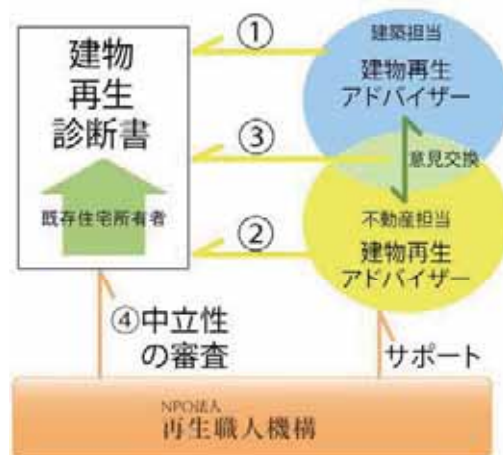 建物
再生
診断書
既存住宅所有者
①
③
②
建築担当
建物再生
アドバイザー
意見交換
不動産担当
建物再生
アドバイザー
④中立性
の審査
サポート
NPO法人
再生職人機構